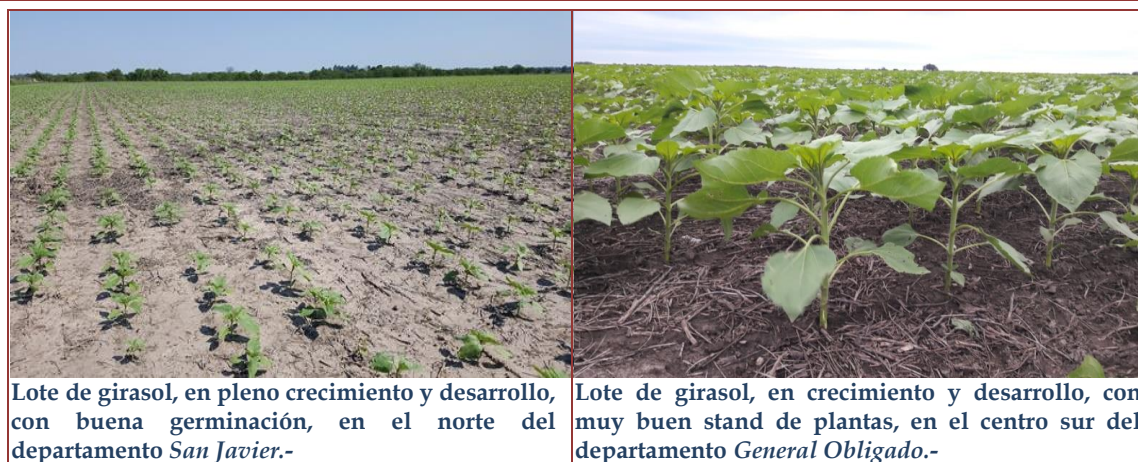 Lote de girasol, en pleno crecimiento y desarrollo,
con buena germinación, en el norte del
departamento San Javier.-
Lote de girasol, en crecimiento y desarrollo, con
muy buen stand de plantas, en el centro sur del
departamento General Obligado.-